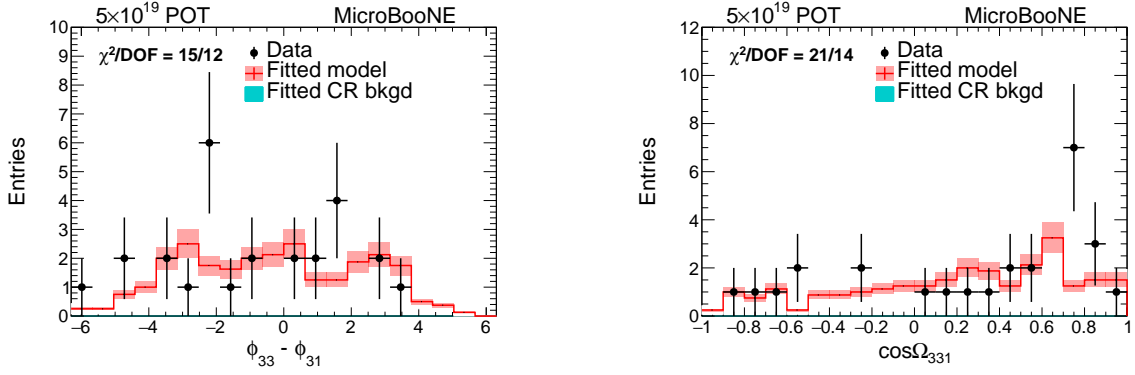 5×10¹⁹ POT MicroBooNE
χ²/DOF = 15/12
Data
Fitted model
Fitted CR bkgd
Entries
10
9
8
7
6
5
4
3
2
1
0
−6 −4 −2 0 2 4 6
ϕ₃₃ - ϕ₃₁
5×10¹⁹ POT MicroBooNE
χ²/DOF = 21/14
Data
Fitted model
Fitted CR bkgd
Entries
12
10
8
6
4
2
0
−1 −0.8 −0.6 −0.4 −0.2 0 0.2 0.4 0.6 0.8 1
cosΩ₃₃₁